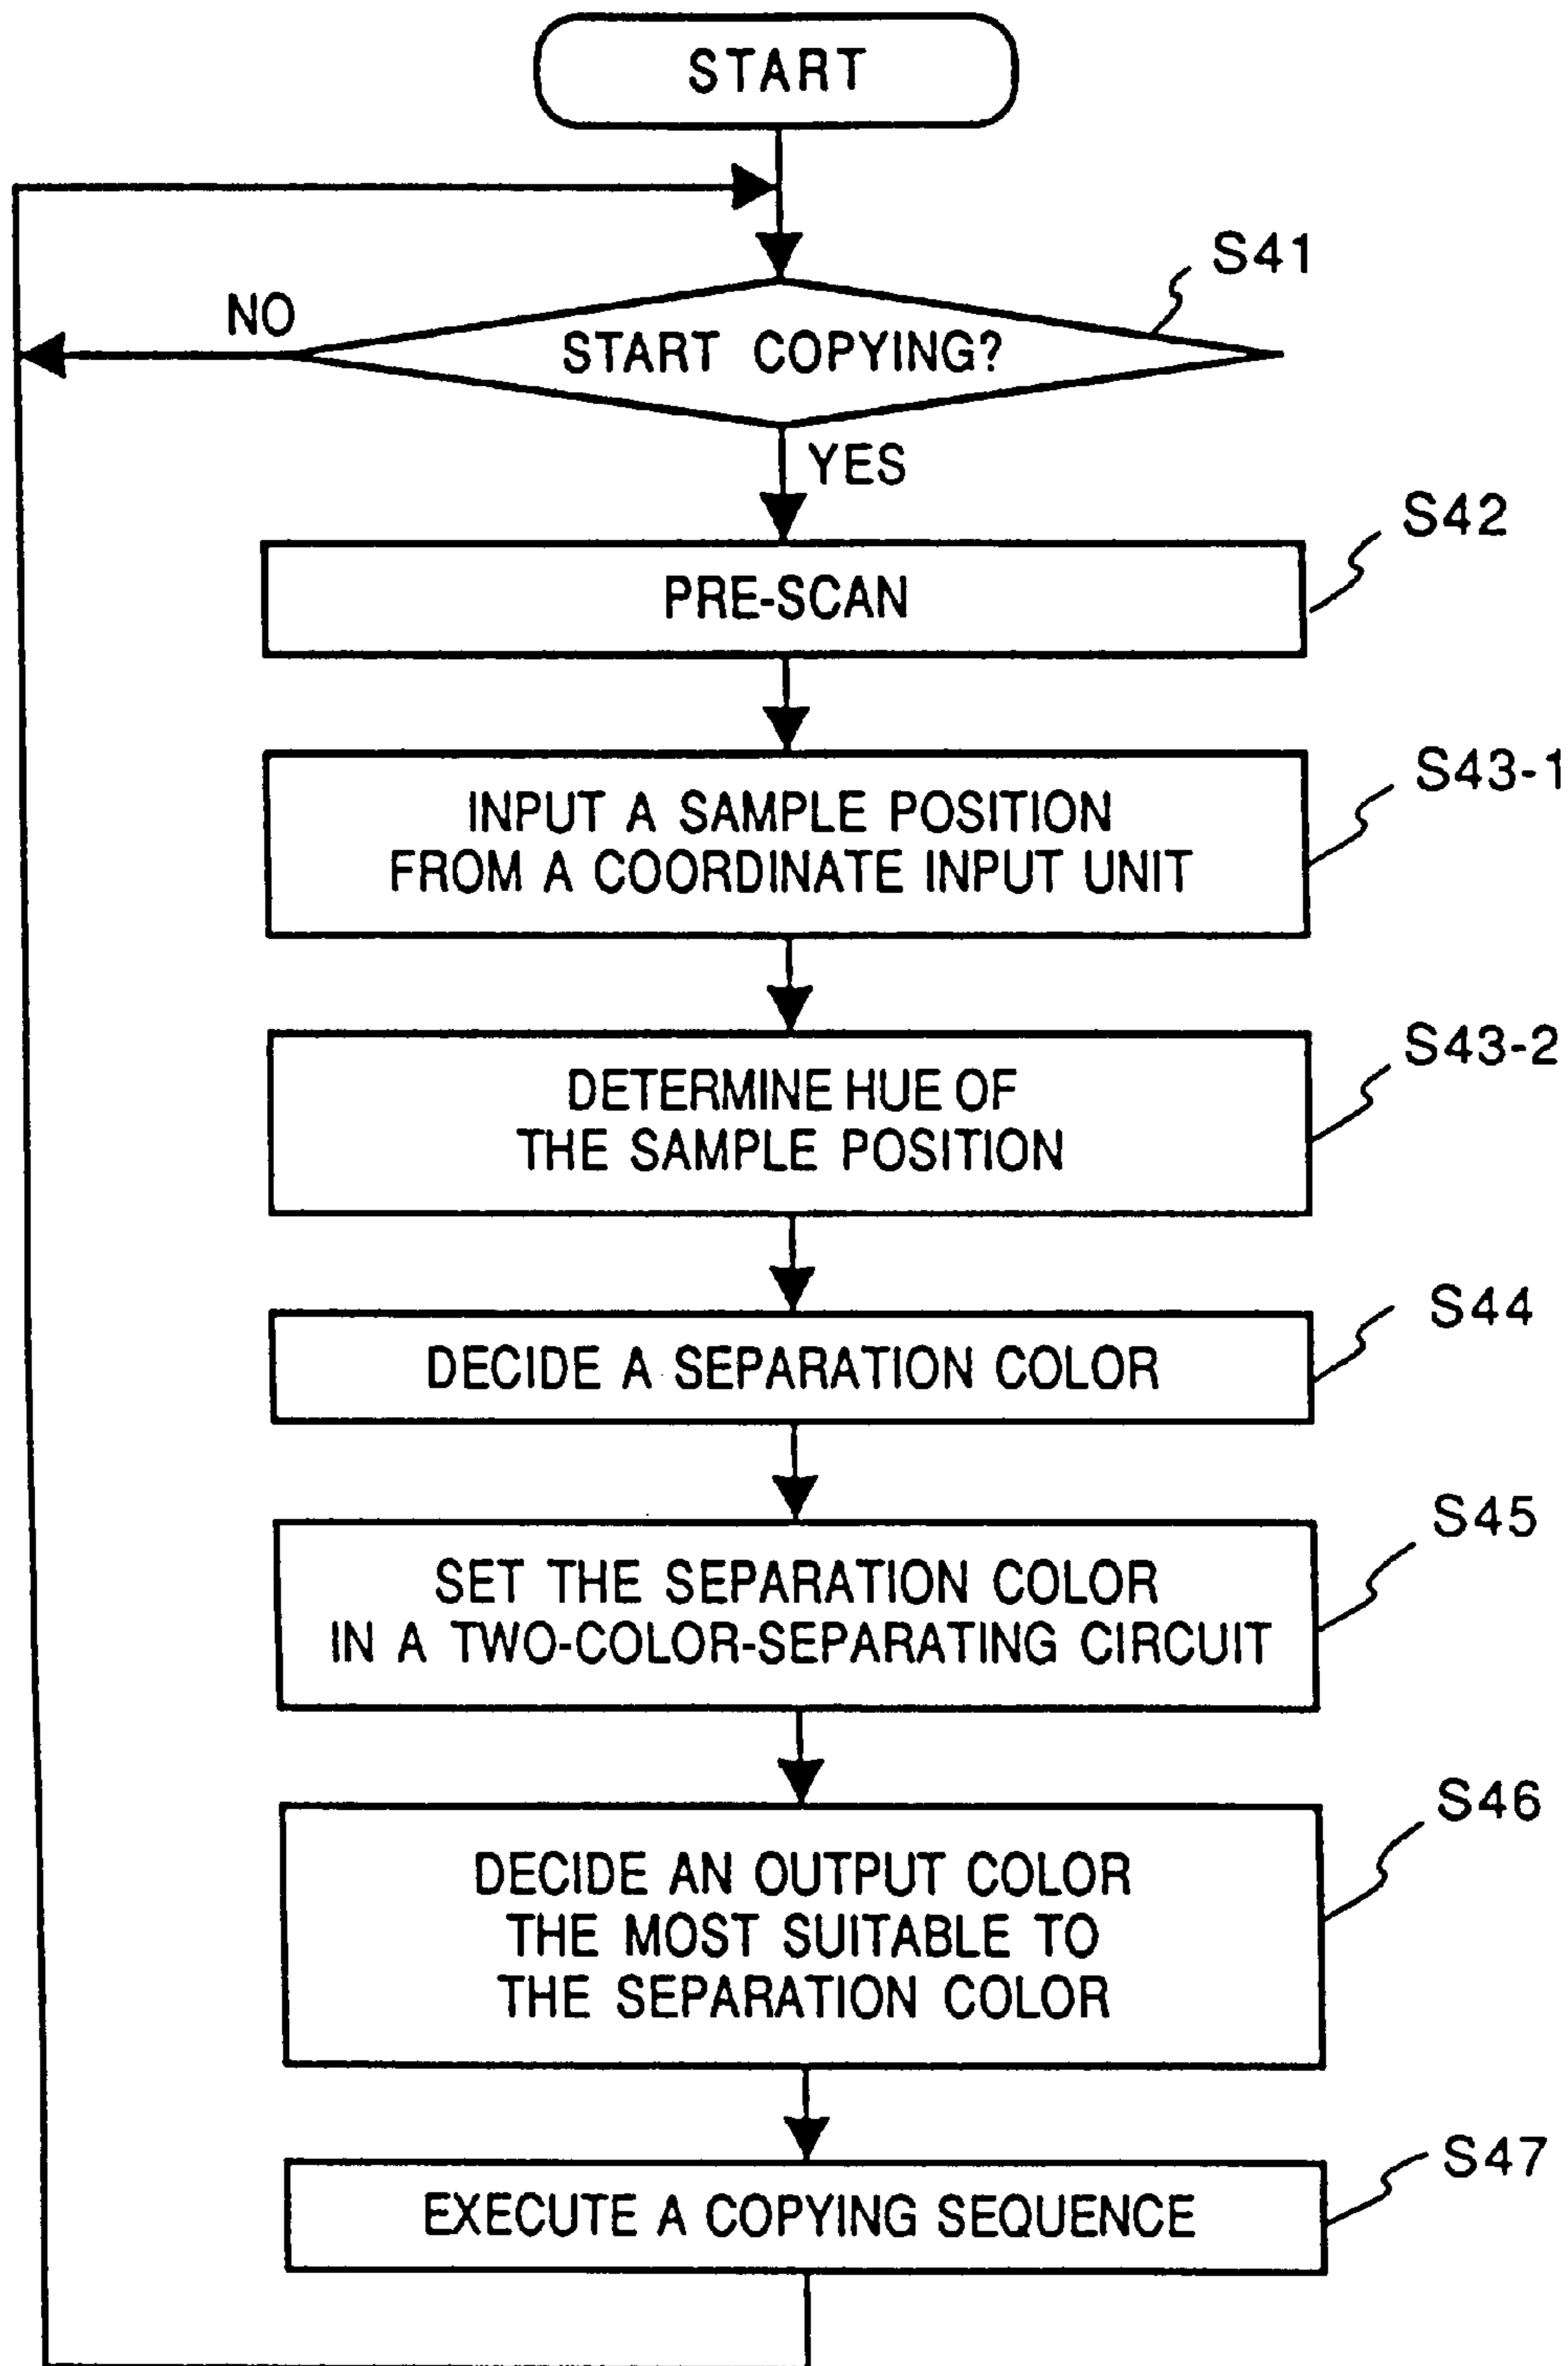 START
S41
NO
START COPYING?
YES
S42
PRE-SCAN
S43-1
INPUT A SAMPLE POSITION
FROM A COORDINATE INPUT UNIT
S43-2
DETERMINE HUE OF
THE SAMPLE POSITION
S44
DECIDE A SEPARATION COLOR
S45
SET THE SEPARATION COLOR
IN A TWO-COLOR-SEPARATING CIRCUIT
S46
DECIDE AN OUTPUT COLOR
THE MOST SUITABLE TO
THE SEPARATION COLOR
S47
EXECUTE A COPYING SEQUENCE